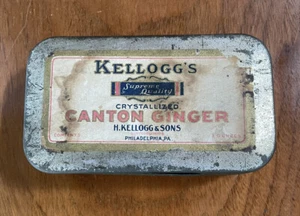 KELLOGG'S
Supreme
Quality
CRYSTALLIZED
CANTON GINGER
H. KELLOGG & SONS
PHILADELPHIA, PA.